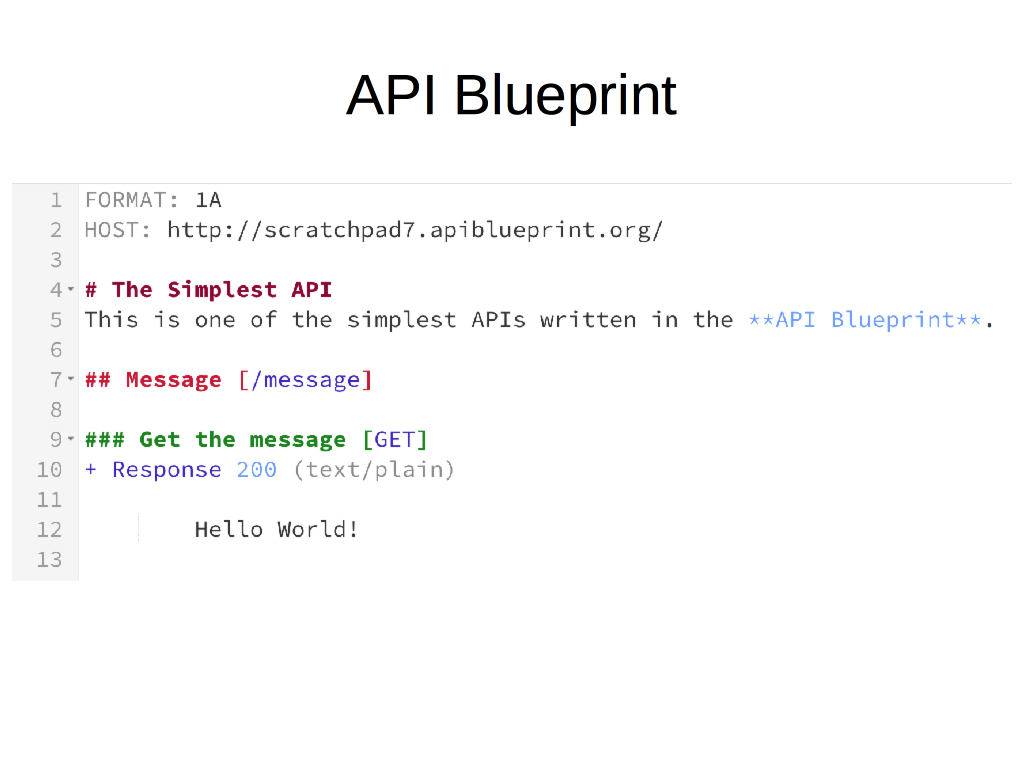 API Blueprint
1 FORMAT: 1A
2 HOST: http://scratchpad7.apiblueprint.org/
3
4 # The Simplest API
5 This is one of the simplest APIs written in the **API Blueprint**.
6
7 ## Message [/message]
8
9 ### Get the message [GET]
10 + Response 200 (text/plain)
11
12         Hello World!
13